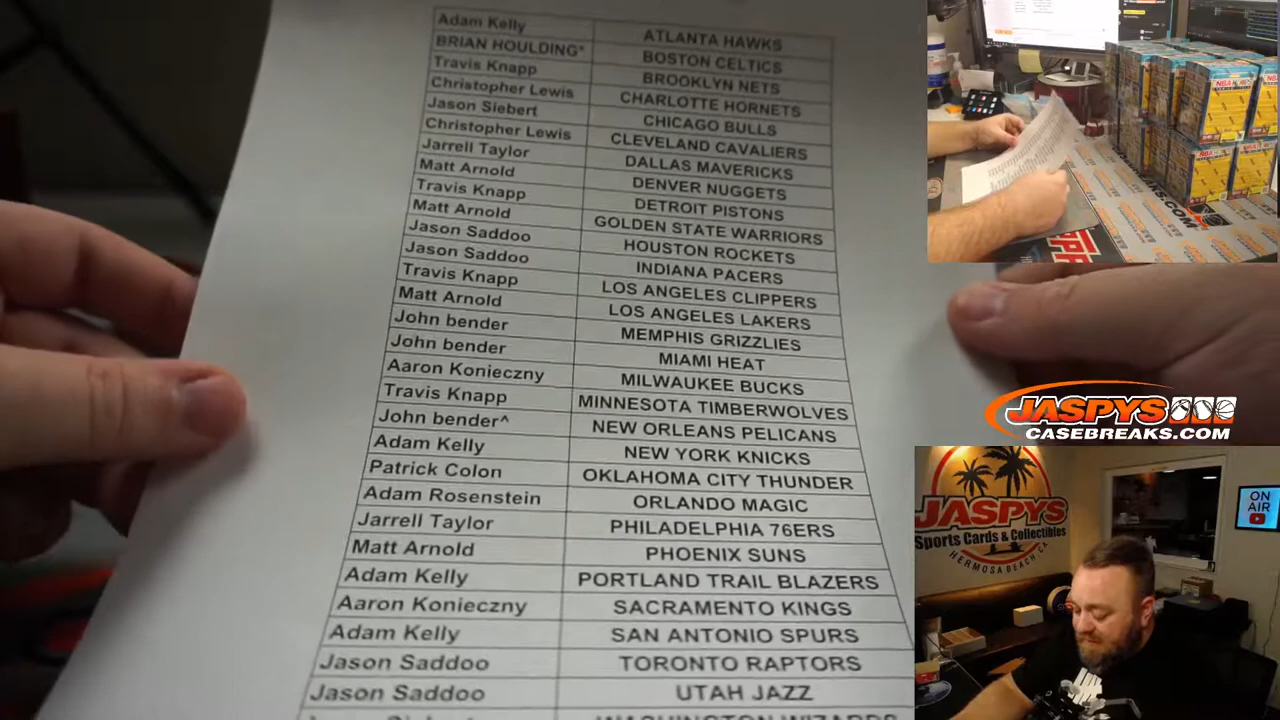 Adam Kelly ATLANTA HAWKS
BRIAN HOULDING* BOSTON CELTICS
Travis Knapp BROOKLYN NETS
Christopher Lewis CHARLOTTE HORNETS
Jason Siebert CHICAGO BULLS
Christopher Lewis CLEVELAND CAVALIERS
Jarrell Taylor DALLAS MAVERICKS
Matt Arnold DENVER NUGGETS
Travis Knapp DETROIT PISTONS
Matt Arnold GOLDEN STATE WARRIORS
Jason Saddoo HOUSTON ROCKETS
Jason Saddoo INDIANA PACERS
Travis Knapp LOS ANGELES CLIPPERS
Matt Arnold LOS ANGELES LAKERS
John bender MEMPHIS GRIZZLIES
John bender MIAMI HEAT
Aaron Konieczny MILWAUKEE BUCKS
Travis Knapp MINNESOTA TIMBERWOLVES
John bender^ NEW ORLEANS PELICANS
Adam Kelly NEW YORK KNICKS
Patrick Colon OKLAHOMA CITY THUNDER
Adam Rosenstein ORLANDO MAGIC
Jarrell Taylor PHILADELPHIA 76ERS
Matt Arnold PHOENIX SUNS
Adam Kelly PORTLAND TRAIL BLAZERS
Aaron Konieczny SACRAMENTO KINGS
Adam Kelly SAN ANTONIO SPURS
Jason Saddoo TORONTO RAPTORS
Jason Saddoo UTAH JAZZ
WASHINGTON WIZARDS
JASPYS
CASEBREAKS.COM
JASPYS
Sports Cards & Collectibles
HERMOSA BEACH, CA
ON
AIR